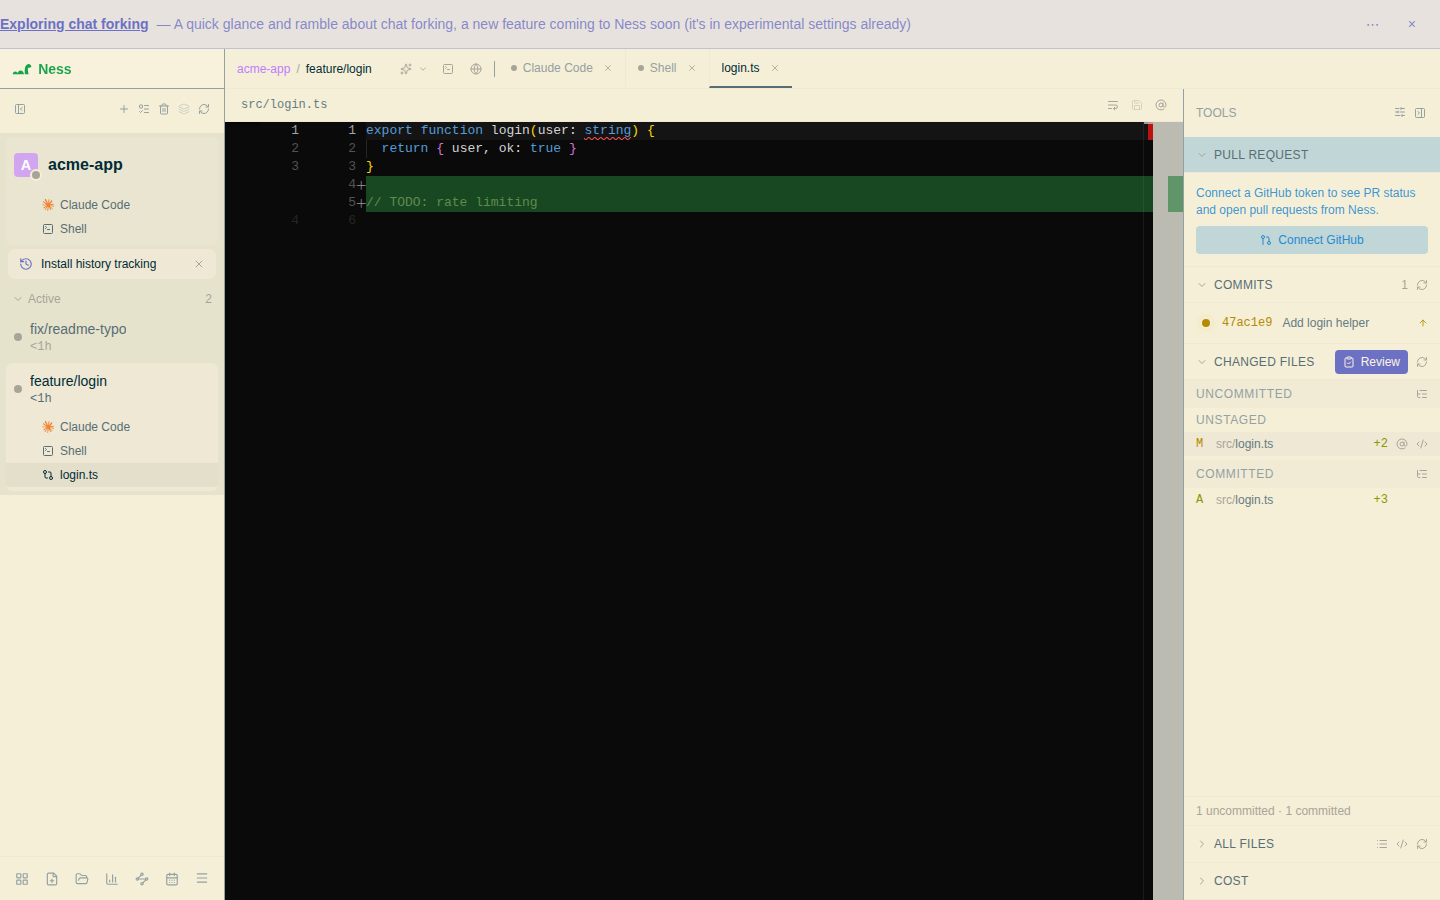 Exploring chat forking — A quick glance and ramble about chat forking, a new feature coming to Ness soon (it's in experimental settings already)
Ness
acme-app / feature/login
Claude Code
Shell
login.ts
src/login.ts
A acme-app
Claude Code
Shell
Install history tracking
Active 2
fix/readme-typo
<1h
feature/login
<1h
Claude Code
Shell
login.ts
1 1 export function login(user: string) {
2 2 return { user, ok: true }
3 3 }
4+
5+ // TODO: rate limiting
4 6
TOOLS
PULL REQUEST
Connect a GitHub token to see PR status
and open pull requests from Ness.
Connect GitHub
COMMITS 1
47ac1e9 Add login helper
CHANGED FILES Review
UNCOMMITTED
UNSTAGED
M src/login.ts +2
COMMITTED
A src/login.ts +3
1 uncommitted · 1 committed
ALL FILES
COST